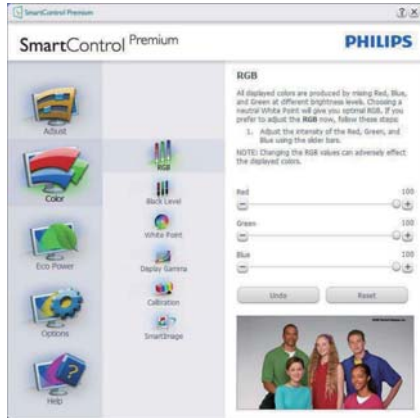 SmartControl Premium
SmartControl Premium
PHILIPS
Adjust
Color
Eco Power
Options
Help
RGB
Black Level
White Point
Display Gamma
Calibration
SmartImage
RGB
All displayed colors are produced by mixing Red, Blue,
and Green at different brightness levels. Choosing a
neutral White Point will give you optimal RGB. If you
prefer to adjust the RGB now, follow these steps:
1. Adjust the intensity of the Red, Green, and
Blue using the slider bars.
NOTE: Changing the RGB values can adversely effect
the displayed colors.
Red 100
Green 100
Blue 100
Undo Reset